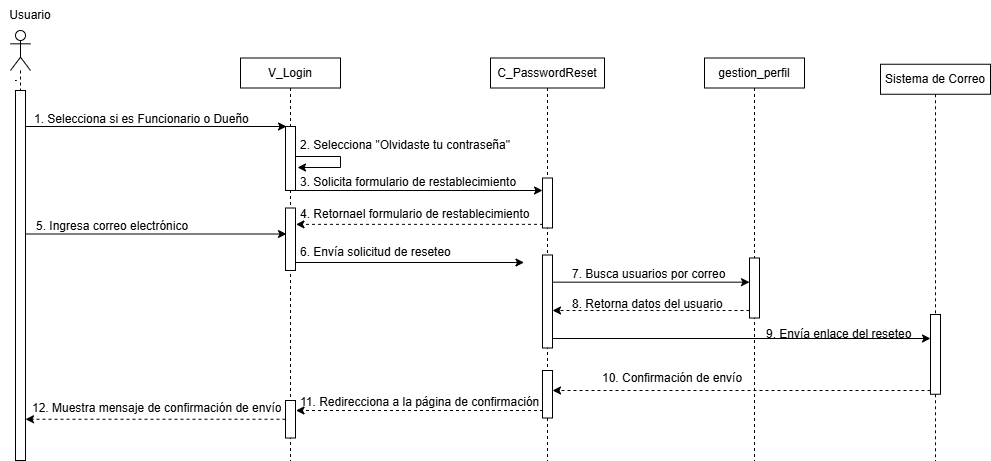 Usuario
V_Login
C_PasswordReset
gestion_perfil
Sistema de Correo
1. Selecciona si es Funcionario o Dueño
2. Selecciona "Olvidaste tu contraseña"
3. Solicita formulario de restablecimiento
4. Retornael formulario de restablecimiento
5. Ingresa correo electrónico
6. Envía solicitud de reseteo
7. Busca usuarios por correo
8. Retorna datos del usuario
9. Envía enlace del reseteo
10. Confirmación de envío
11. Redirecciona a la página de confirmación
12. Muestra mensaje de confirmación de envío